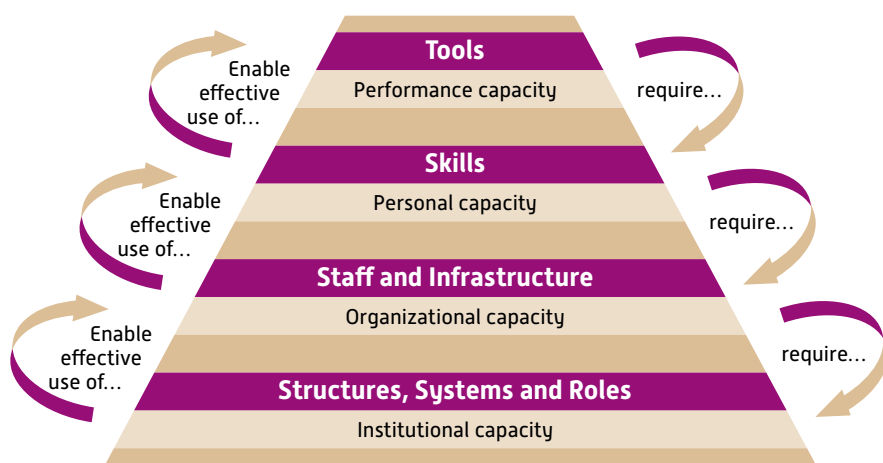 Tools
Performance capacity
Enable
effective
use of...
require...
Skills
Personal capacity
Enable
effective
use of...
require...
Staff and Infrastructure
Organizational capacity
Enable
effective
use of...
require...
Structures, Systems and Roles
Institutional capacity